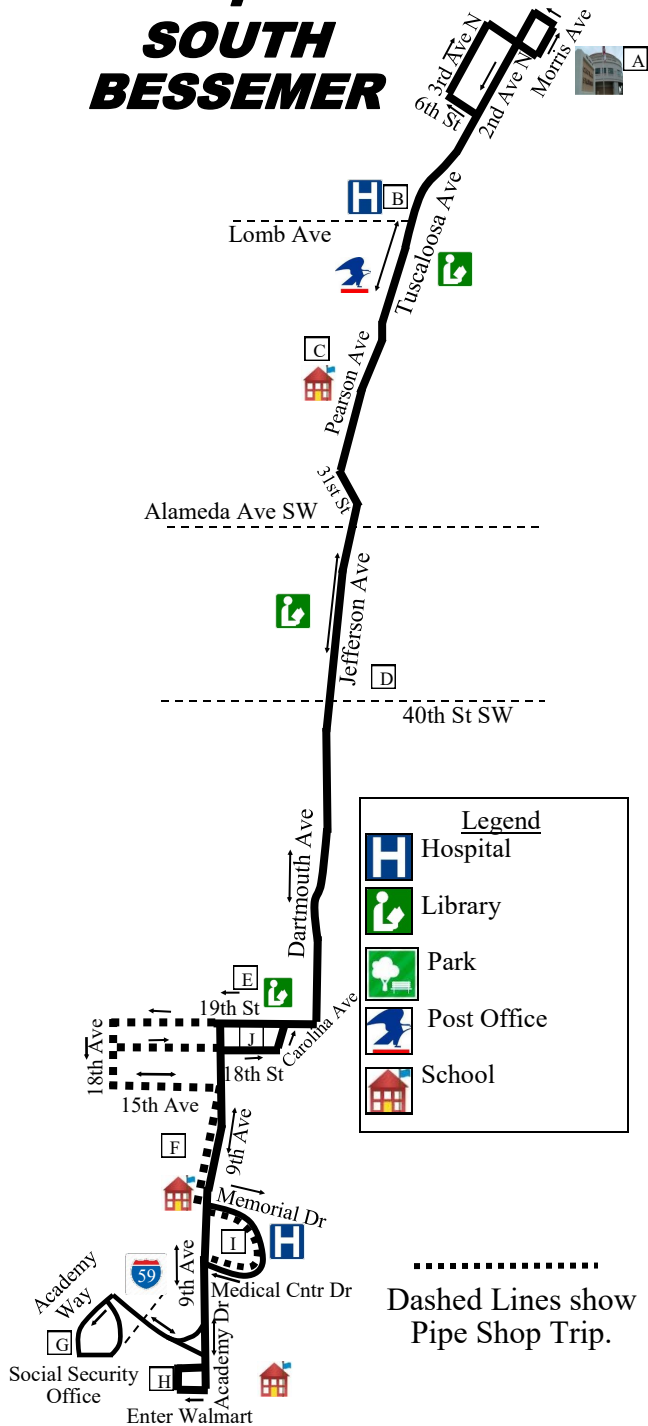 SOUTH
BESSEMER
3rd Ave N
6th St
2nd Ave N
Morris Ave
A
H
B
Lomb Ave
Tuscaloosa Ave
C
Pearson Ave
31st St
Alameda Ave SW
Jefferson Ave
D
40th St SW
Dartmouth Ave
E
19th St
J
Carolina Ave
18th St
18th Ave
15th Ave
F
9th Ave
Memorial Dr
I
H
Medical Cntr Dr
9th Ave
59
Academy
Way
G
Social Security
Office
Academy Dr
H
Enter Walmart
Legend
H
Hospital
Library
Park
Post Office
School
Dashed Lines show
Pipe Shop Trip.